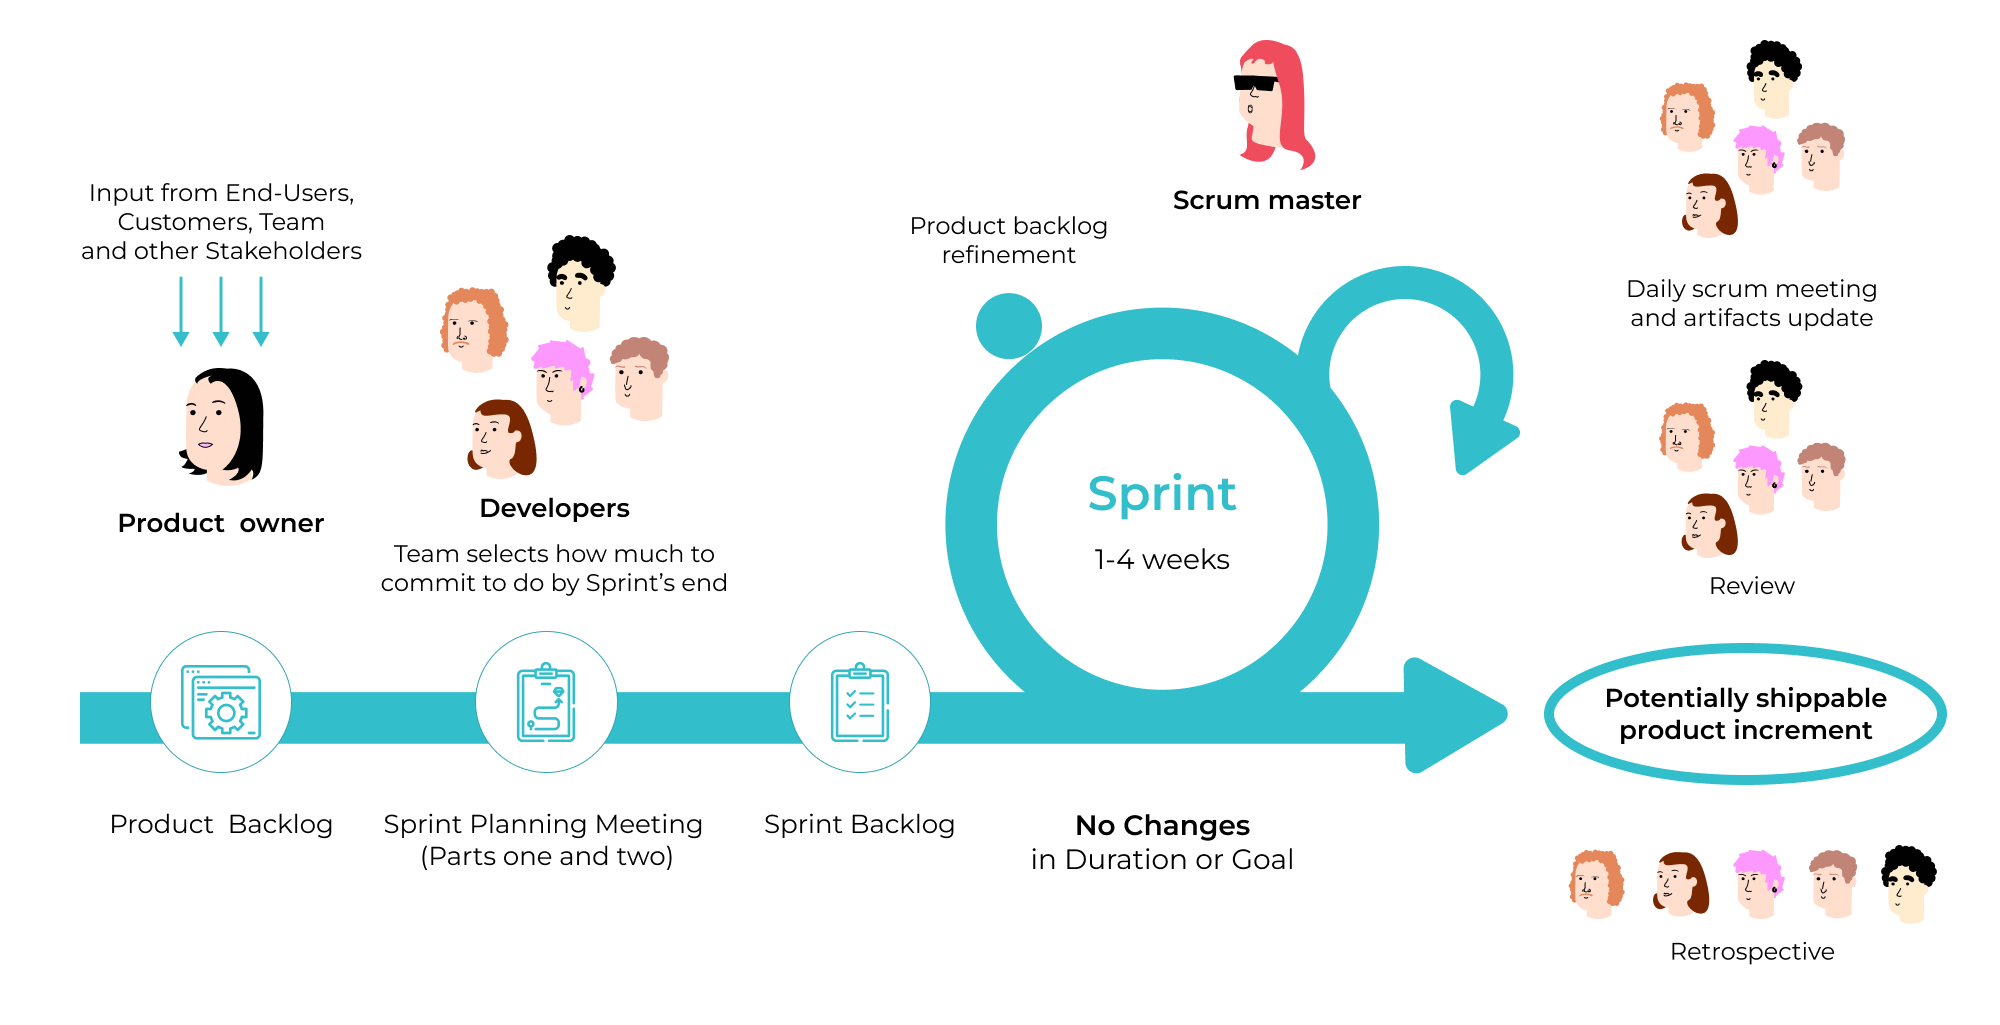 Input from End-Users,
Customers, Team
and other Stakeholders
Product owner
Developers
Team selects how much to
commit to do by Sprint's end
Product backlog
refinement
Scrum master
Sprint
1-4 weeks
Daily scrum meeting
and artifacts update
Review
Potentially shippable
product increment
Product Backlog
Sprint Planning Meeting
(Parts one and two)
Sprint Backlog
No Changes
in Duration or Goal
Retrospective